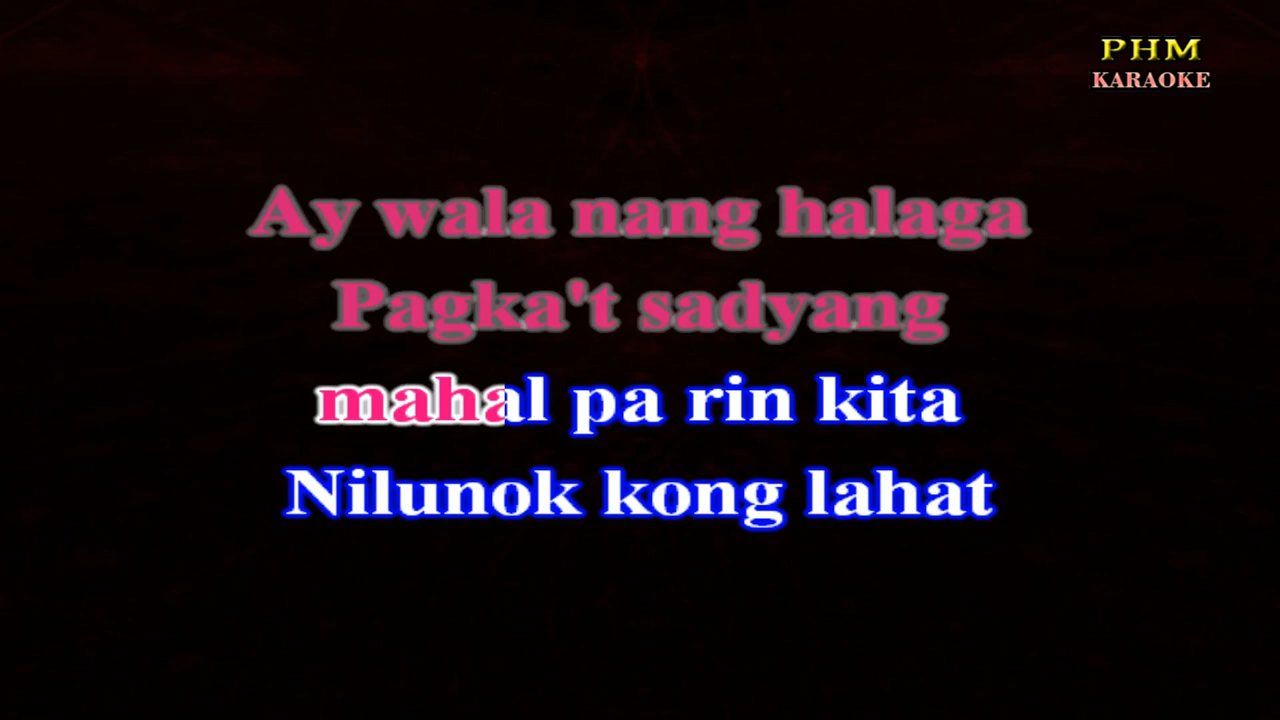 PHM
KARAOKE
Ay wala nang halaga
Pagka't sadyang
mahal pa rin kita
Nilunok kong lahat